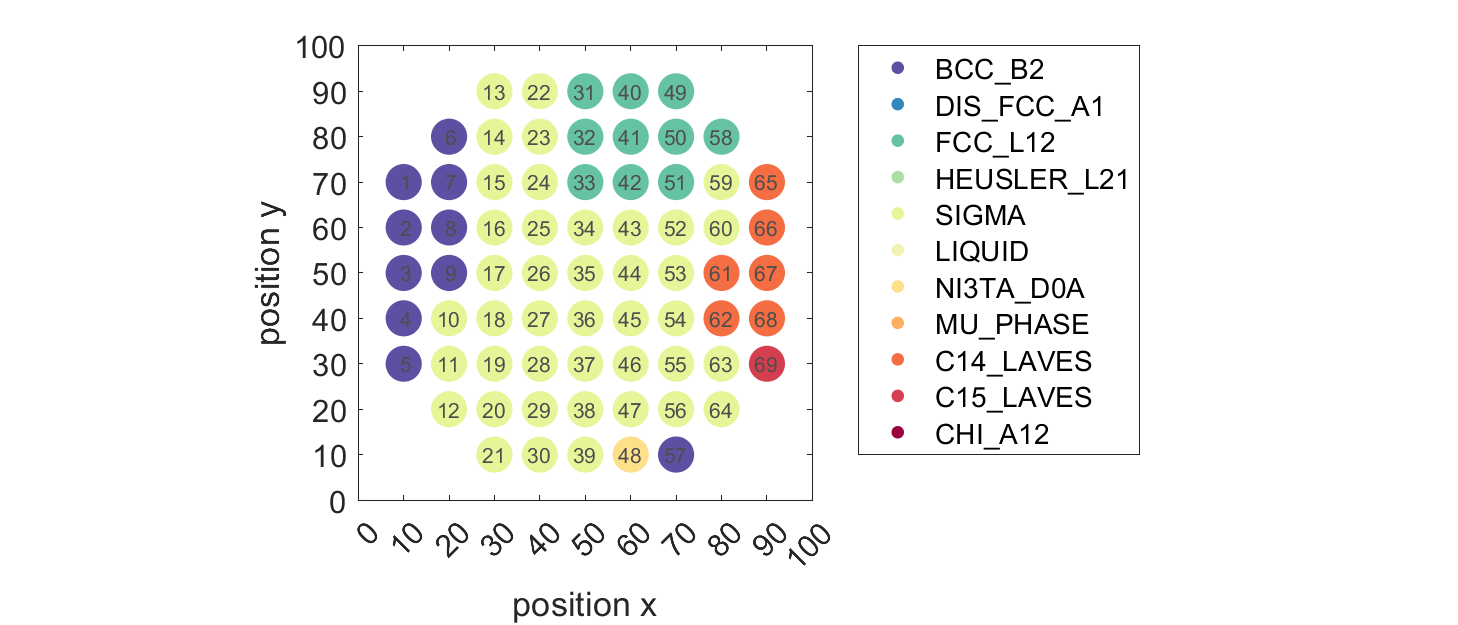 100
90
80
70
60
50
40
30
20
10
0
position y
13 22 31 40 49
6 14 23 32 41 50 58
1 7 15 24 33 42 51 59 65
2 8 16 25 34 43 52 60 66
3 9 17 26 35 44 53 61 67
4 10 18 27 36 45 54 62 68
5 11 19 28 37 46 55 63 69
12 20 29 38 47 56 64
21 30 39 48 57
0 10 20 30 40 50 60 70 80 90 100
position x
BCC_B2
DIS_FCC_A1
FCC_L12
HEUSLER_L21
SIGMA
LIQUID
NI3TA_D0A
MU_PHASE
C14_LAVES
C15_LAVES
CHI_A12